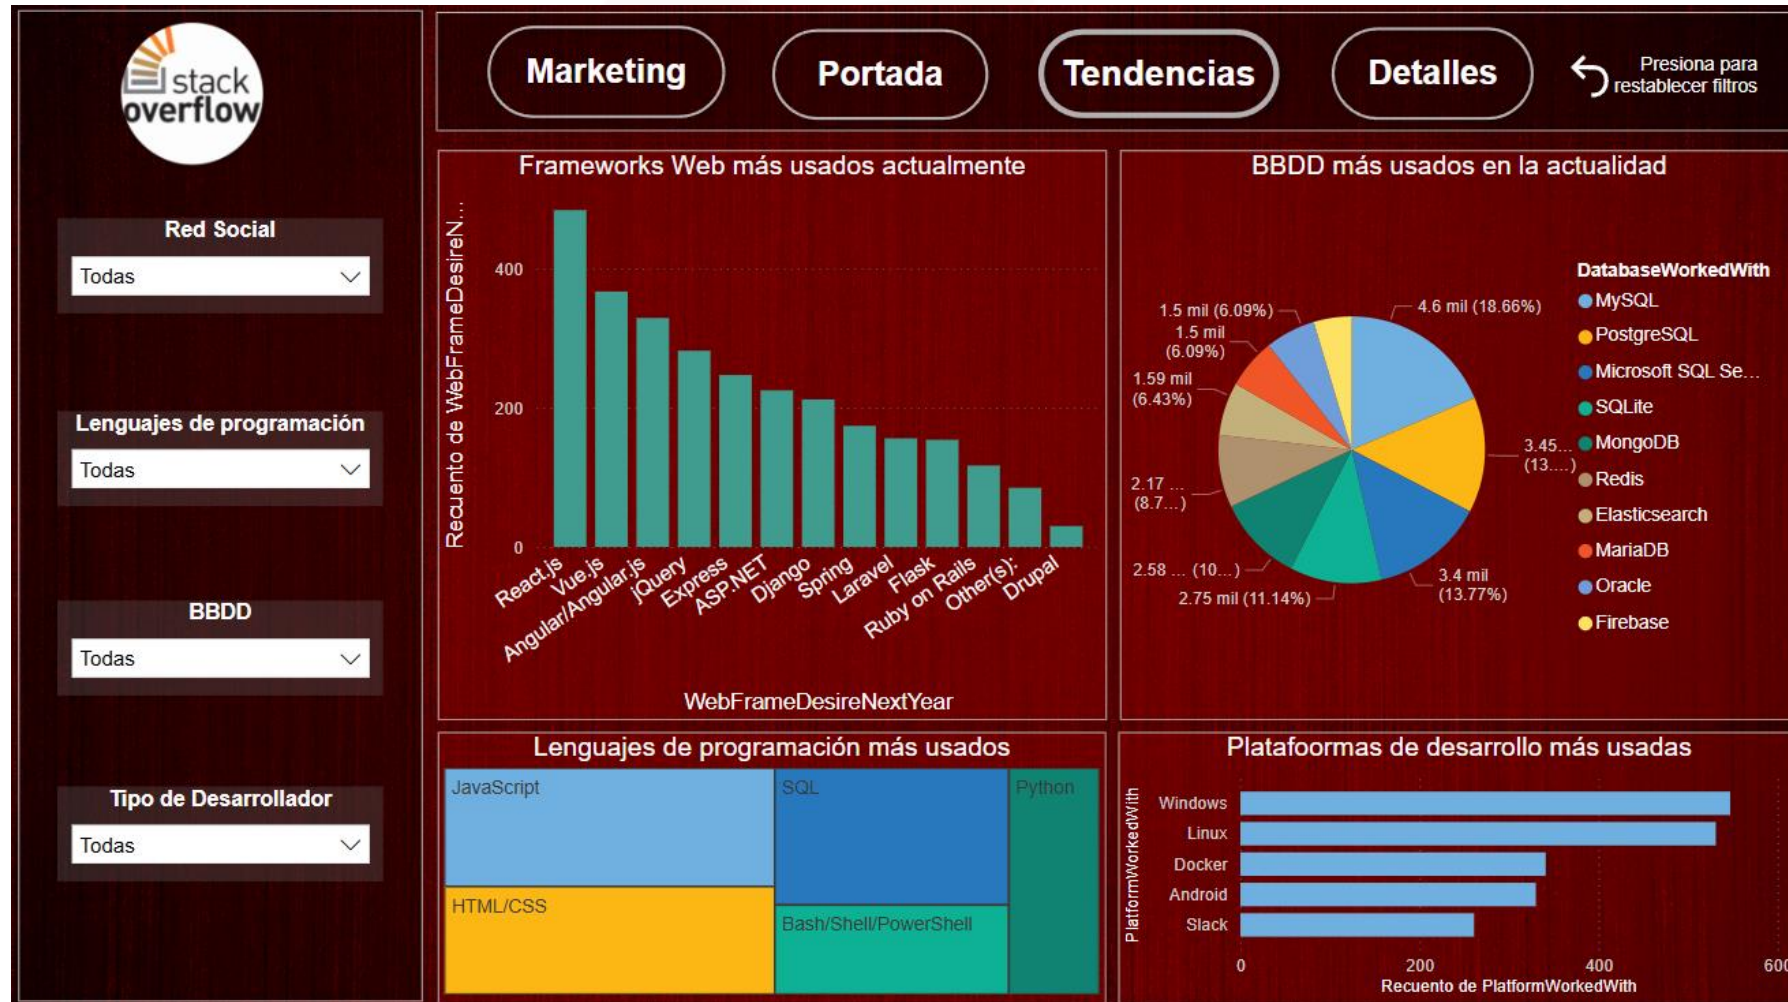 stack
overflow
Marketing
Portada
Tendencias
Detalles
Presiona para
restablecer filtros
Red Social
Todas
Lenguajes de programación
Todas
BBDD
Todas
Tipo de Desarrollador
Todas
Frameworks Web más usados actualmente
Recuento de WebFrameDesireN...
400
200
0
React.js
Vue.js
Angular/Angular.js
jQuery
Express
ASP.NET
Django
Spring
Laravel
Flask
Ruby on Rails
Other(s):
Drupal
WebFrameDesireNextYear
BBDD más usados en la actualidad
4.6 mil (18.66%)
3.45...
(13....)
3.4 mil
(13.77%)
2.75 mil (11.14%)
2.58 ... (10...)
2.17 ...
(8.7...)
1.59 mil
(6.43%)
1.5 mil
(6.09%)
1.5 mil (6.09%)
DatabaseWorkedWith
MySQL
PostgreSQL
Microsoft SQL Se...
SQLite
MongoDB
Redis
Elasticsearch
MariaDB
Oracle
Firebase
Lenguajes de programación más usados
JavaScript
HTML/CSS
SQL
Bash/Shell/PowerShell
Python
Platafoormas de desarrollo más usadas
PlatformWorkedWith
Windows
Linux
Docker
Android
Slack
0
200
400
600
Recuento de PlatformWorkedWith